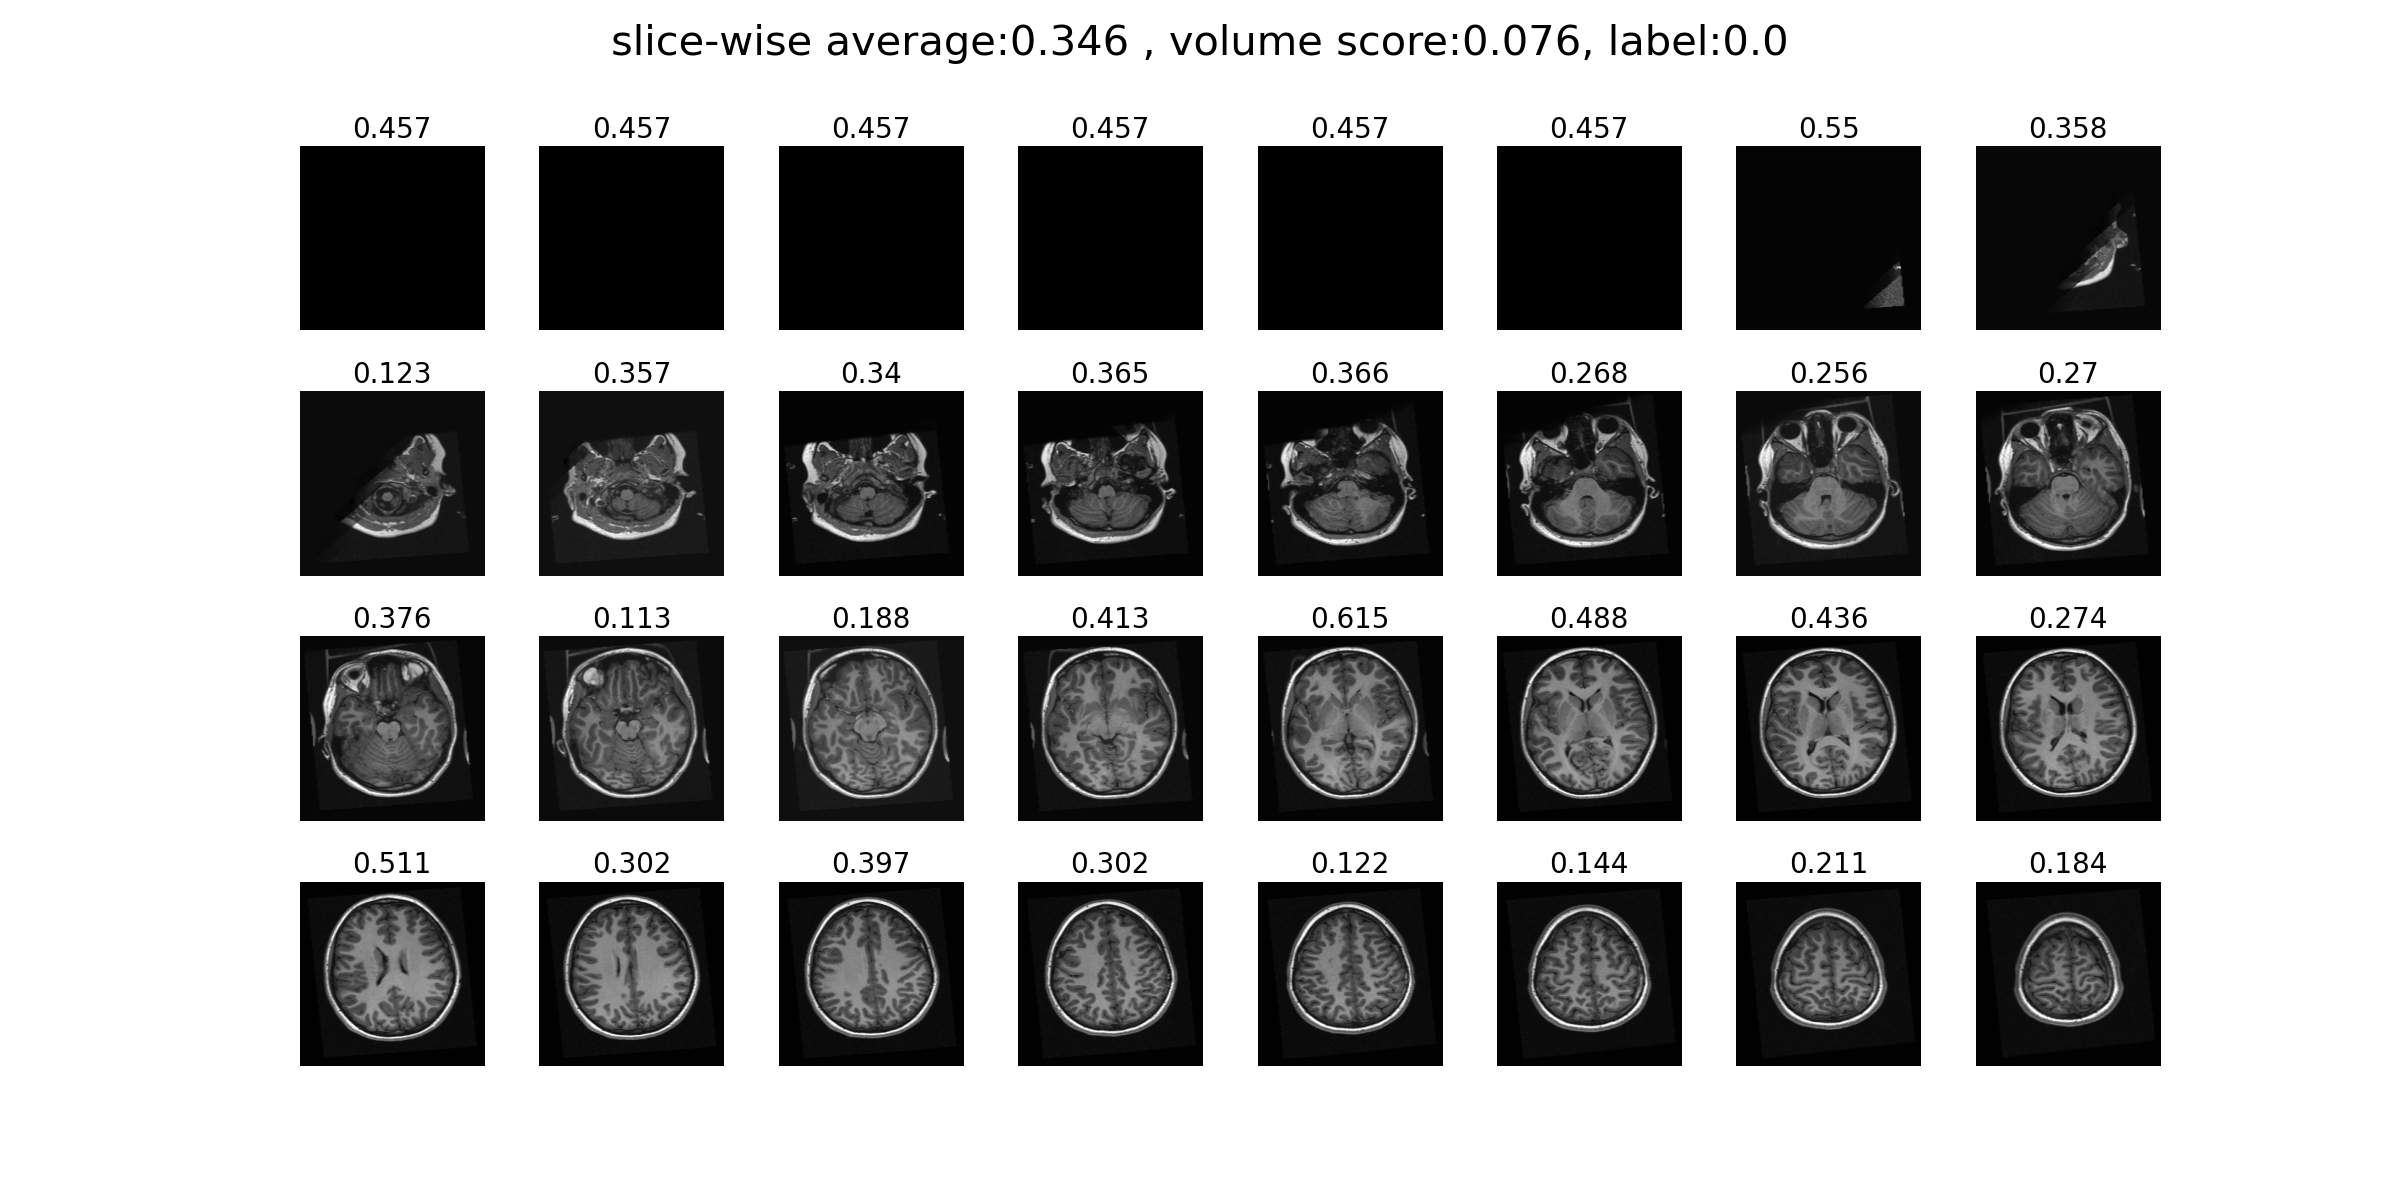 slice-wise average:0.346 , volume score:0.076, label:0.0
0.457 0.457 0.457 0.457 0.457 0.457 0.55 0.358
0.123 0.357 0.34 0.365 0.366 0.268 0.256 0.27
0.376 0.113 0.188 0.413 0.615 0.488 0.436 0.274
0.511 0.302 0.397 0.302 0.122 0.144 0.211 0.184